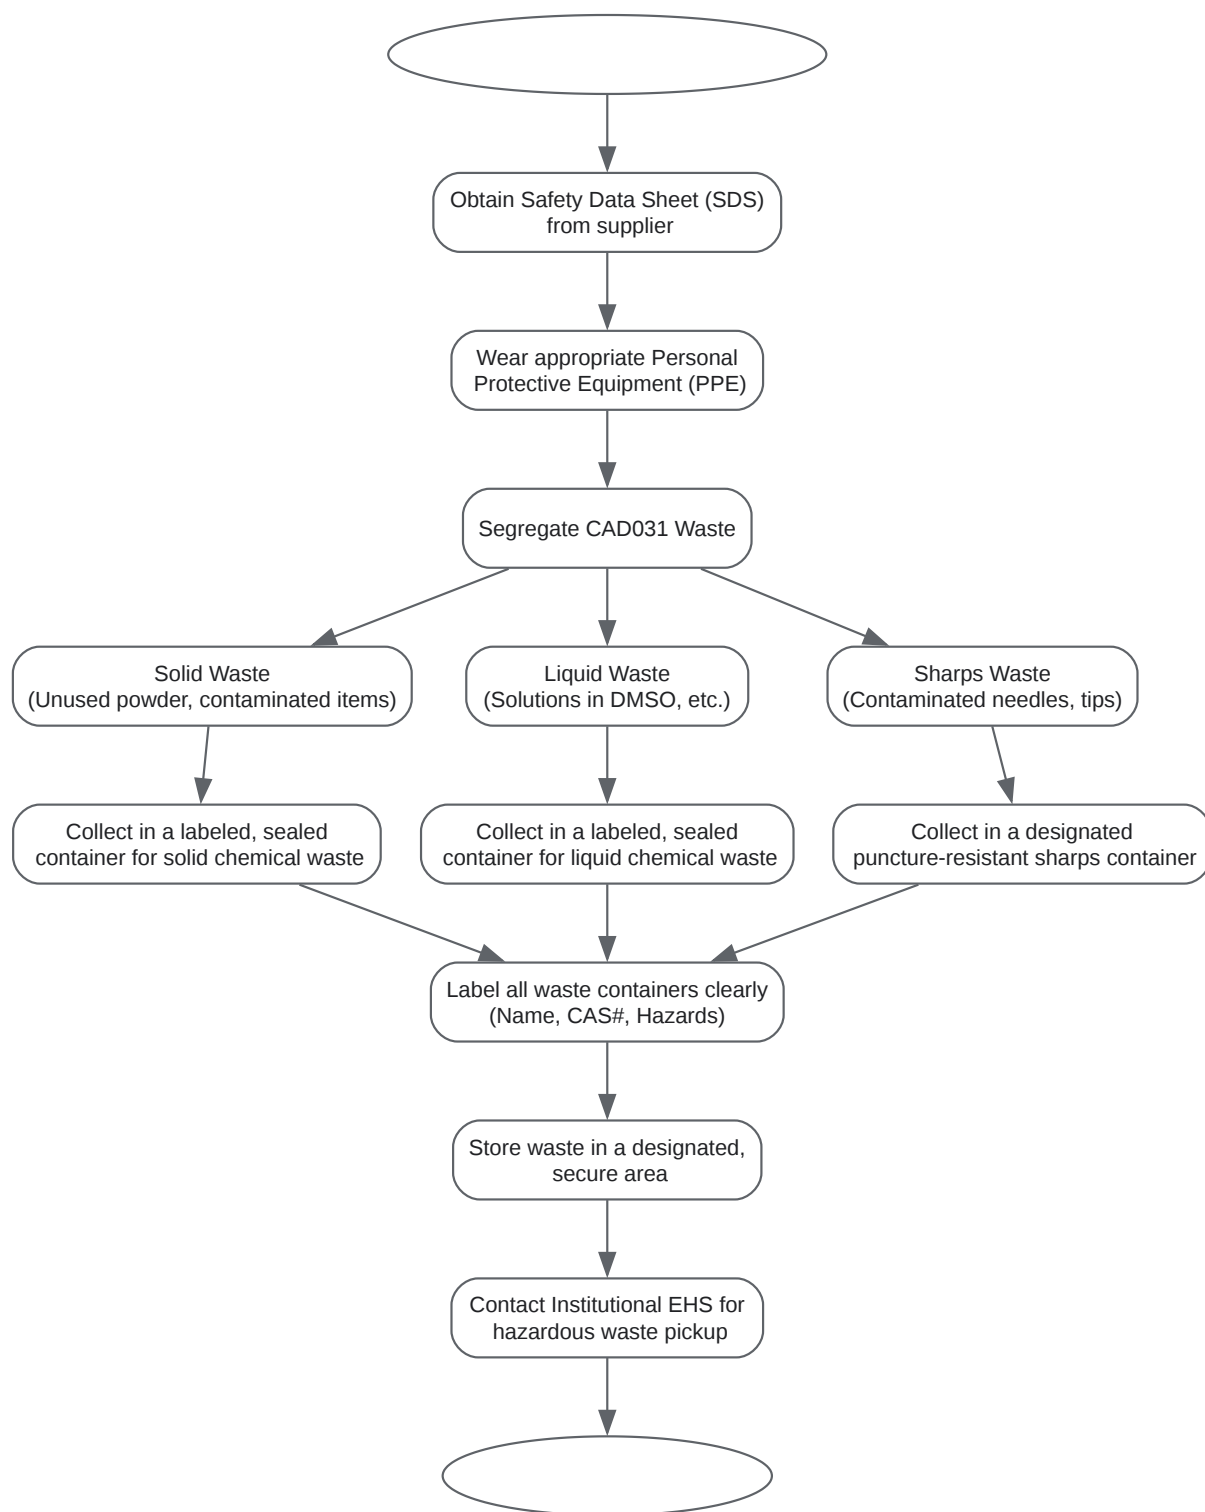 Obtain Safety Data Sheet (SDS)
from supplier
Wear appropriate Personal
Protective Equipment (PPE)
Segregate CAD031 Waste
Solid Waste
(Unused powder, contaminated items)
Liquid Waste
(Solutions in DMSO, etc.)
Sharps Waste
(Contaminated needles, tips)
Collect in a labeled, sealed
container for solid chemical waste
Collect in a labeled, sealed
container for liquid chemical waste
Collect in a designated
puncture-resistant sharps container
Label all waste containers clearly
(Name, CAS#, Hazards)
Store waste in a designated,
secure area
Contact Institutional EHS for
hazardous waste pickup